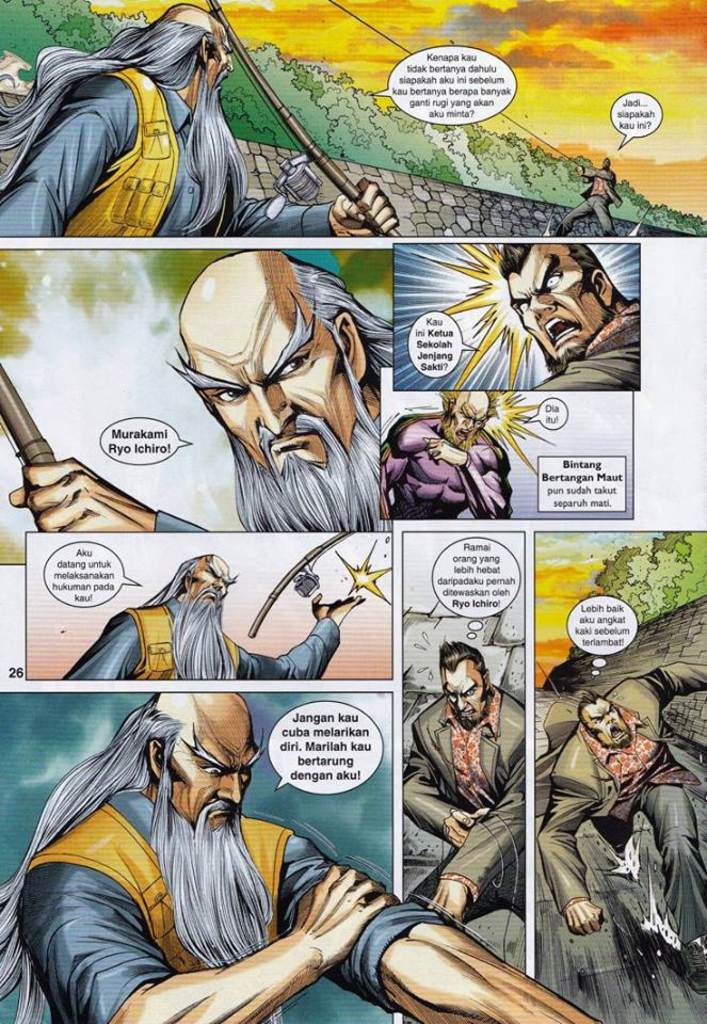 Kenapa kau
tidak bertanya dahulu
siapakah aku ini sebelum
kau bertanya berapa banyak
ganti rugi yang akan
aku minta?
Jadi...
siapakah
kau ini?
Murakami
Ryo Ichiro!
Kau
ini Ketua
Sekolah
Jenjang
Sakti?
Dia
itu!
Bintang
Bertangan Maut
pun sudah takut
separuh mati.
Aku
datang untuk
melaksanakan
hukuman pada
kau!
Ramai
orang yang
lebih hebat
daripadaku pernah
ditewaskan oleh
Ryo Ichiro!
Lebih baik
aku angkat
kaki sebelum
terlambat!
Jangan kau
cuba melarikan
diri. Marilah kau
bertarung
dengan aku!
26